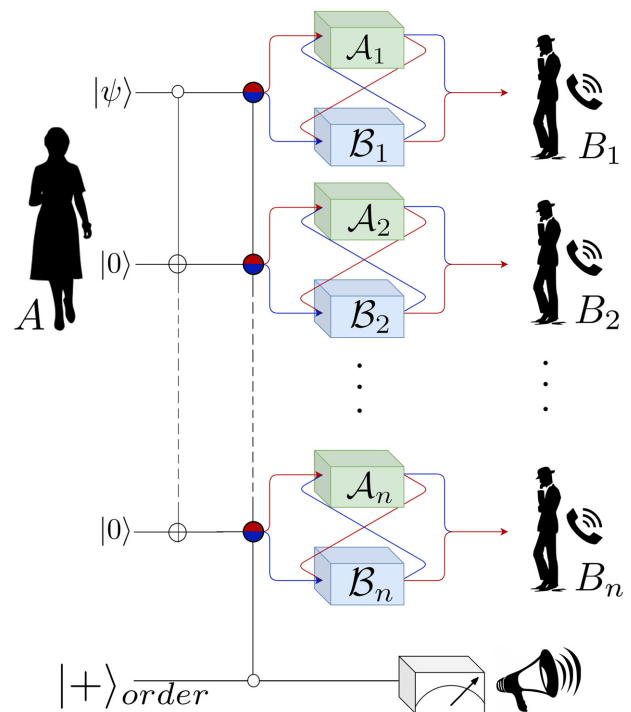 |ψ⟩
𝒜₁
ℬ₁
B₁
|0⟩
𝒜₂
ℬ₂
B₂
A
|0⟩
𝒜ₙ
ℬₙ
Bₙ
|+⟩order